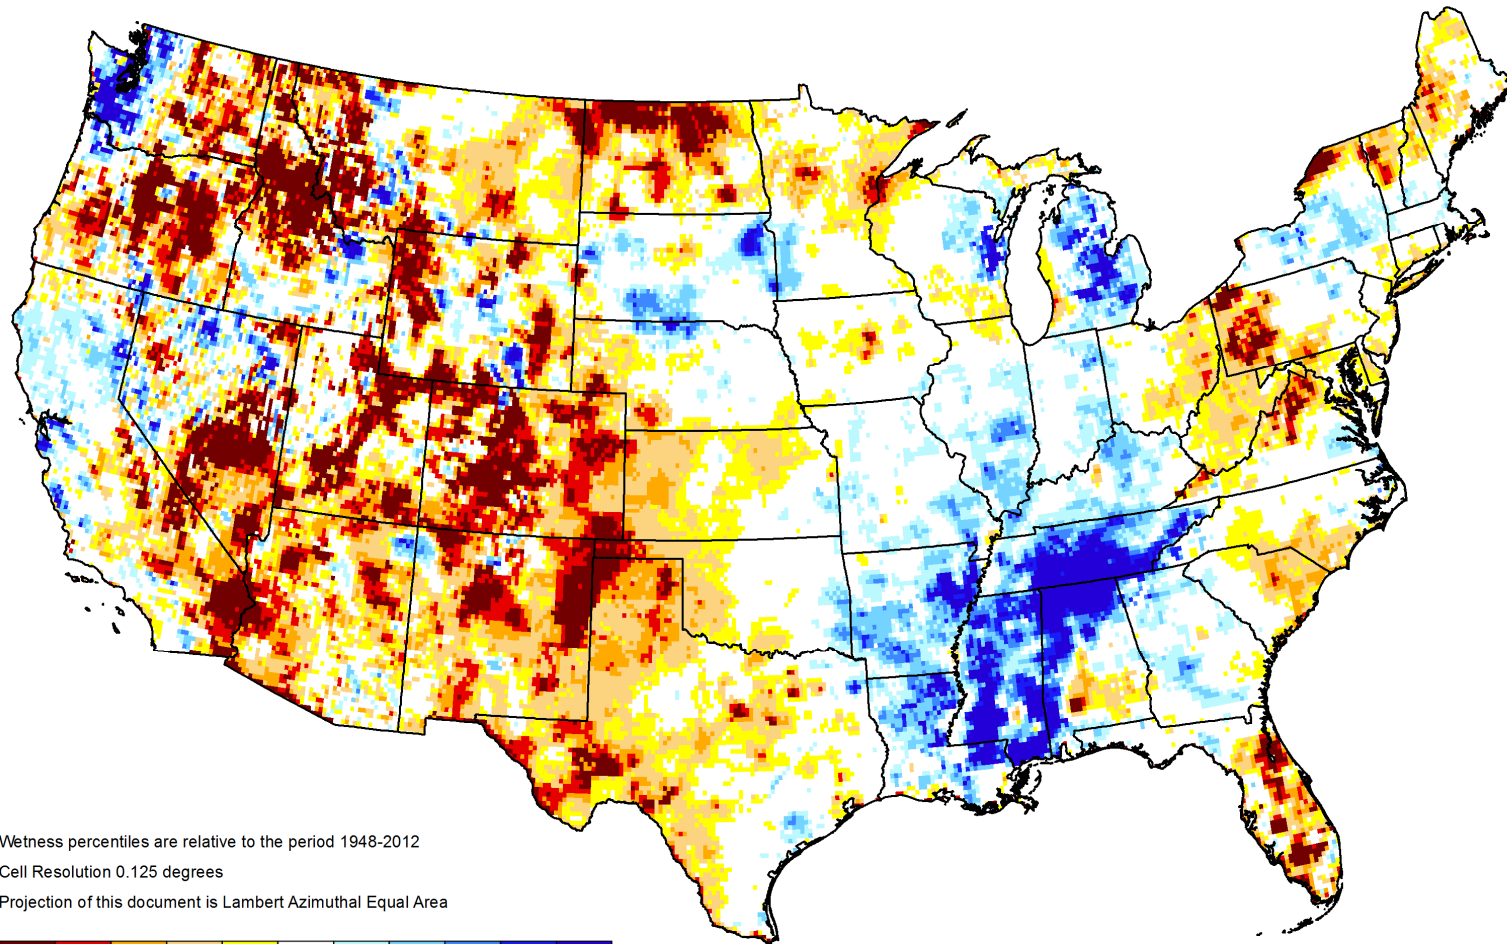 Wetness percentiles are relative to the period 1948-2012
Cell Resolution 0.125 degrees
Projection of this document is Lambert Azimuthal Equal Area